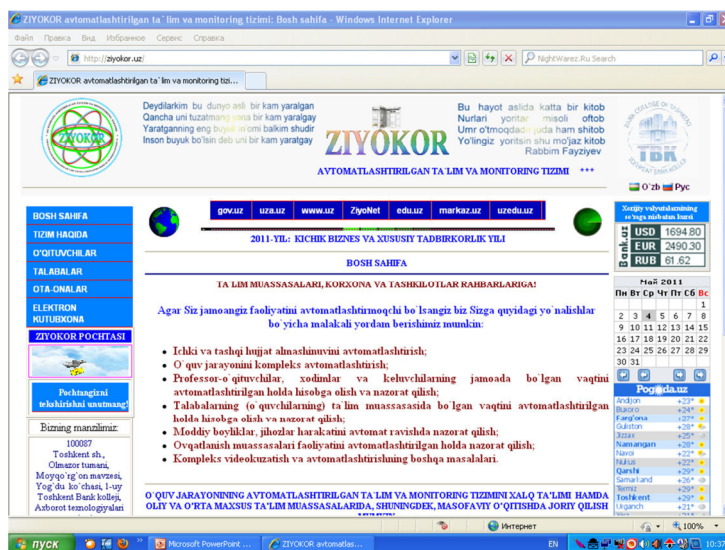 ZIYOKOR avtomatlashtirilgan ta`lim va monitoring tizimi: Bosh sahifa - Windows Internet Explorer
Файл Правка Вид Избранное Сервис Справка
http://ziyokor.uz/
NightWarez.Ru Search
ZIYOKOR avtomatlashtirilgan ta`lim va monitoring tizi...
ZIYOKOR
Deydilarkim bu dunyo asli bir kam yaralgan
Qancha uni tuzatmang yana bir kam yaralgay
Yaratganning eng buyuk in'omi balkim shudir
Inson buyuk bo'lsin deb uni bir kam yaratgay
ZIYOKOR
Bu hayot aslida katta bir kitob
Nurlari yoritar misoli oftob
Umr o'tmoqda juda ham shitob
Yo'lingiz yoritsin shu mo'jaz kitob
Rabbim Fayziyev
TBK
AVTOMATLASHTIRILGAN TA`LIM VA MONITORING TIZIMI ***
O`zb Рус
BOSH SAHIFA
TIZIM HAQIDA
O'QITUVCHILAR
TALABALAR
OTA-ONALAR
ELEKTRON
KUTUBXONA
ZIYOKOR POCHTASI
Pochtangizni
tekshirishni unutmang!
Bizning manzilimiz:
100087
Toshkent sh.,
Olmazor tumani,
Moyqo`rg`on mavzesi,
Yog`du ko`chasi, 1-uy
Toshkent Bank kolleji,
Axborot texnologiyalari
gov.uz uza.uz www.uz ZiyoNet edu.uz markaz.uz uzedu.uz
2011-YIL: KICHIK BIZNES VA XUSUSIY TADBIRKORLIK YILI
BOSH SAHIFA
TA`LIM MUASSASALARI, KORXONA VA TASHKILOTLAR RAHBARLARIGA!
Agar Siz jamoangiz faoliyatini avtomatlashtirmoqchi bo`lsangiz biz Sizga quyidagi yo`nalishlar
bo`yicha malakali yordam berishimiz mumkin:
• Ichki va tashqi hujjat almashinuvini avtomatlashtirish;
• O`quv jarayonini kompleks avtomatlashtirish;
• Professor-o`qituvchilar, xodimlar va keluvchilarning jamoada bo`lgan vaqtini
avtomatlashtirilgan holda hisobga olish va nazorat qilish;
• Talabalarning (o`quvchilarning) ta`lim muassasasida bo`lgan vaqtini avtomatlashtirilgan
holda hisobga olish va nazorat qilish;
• Moddiy boyliklar, jihozlar harakatini avtomat ravishda nazorat qilish;
• Ovqatlanish muassasalari faoliyatini avtomatlashtirilgan holda nazorat qilish;
• Kompleks videokuzatish va avtomatlashtirishning boshqa masalalari.
O`QUV JARAYONINING AVTOMATLASHTIRILGAN TA`LIM VA MONITORING TIZIMINI XALQ TA'LIMI HAMDA
OLIY VA O'RTA MAXSUS TA'LIM MUASSASALARIDA, SHUNINGDEK, MASOFAVIY O'QITISHDA JORIY QILISH
Xorijiy valyutalarning
so'mga nisbatan kursi
Bank.uz
USD 1694.80
EUR 2490.30
RUB 61.62
Май 2011
Пн Вт Ср Чт Пт Сб Вс
1
2 3 4 5 6 7 8
9 10 11 12 13 14 15
16 17 18 19 20 21 22
23 24 25 26 27 28 29
30 31
Pogoda.uz
Andijon +23°
Buxoro +24°
Farg'ona +27°
Guliston +28°
Jizzax +25°
Namangan +28°
Navoi +22°
Nukus +22°
Qarshi +29°
Samarkand +26°
Termiz +29°
Toshkent +29°
Urganch +21°
Интернет
100%
пуск
Microsoft PowerPoint ...
ZIYOKOR avtomatlas...
EN
10:37